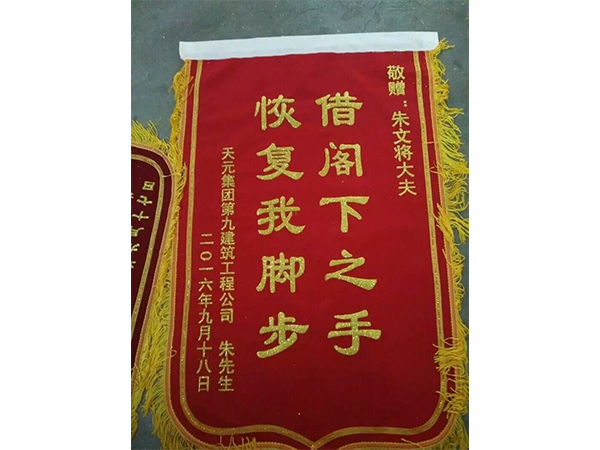 敬赠：朱文将大夫
借阁下之手
恢复我脚步
天元集团第九建筑工程公司 朱先生
二〇一六年九月十八日